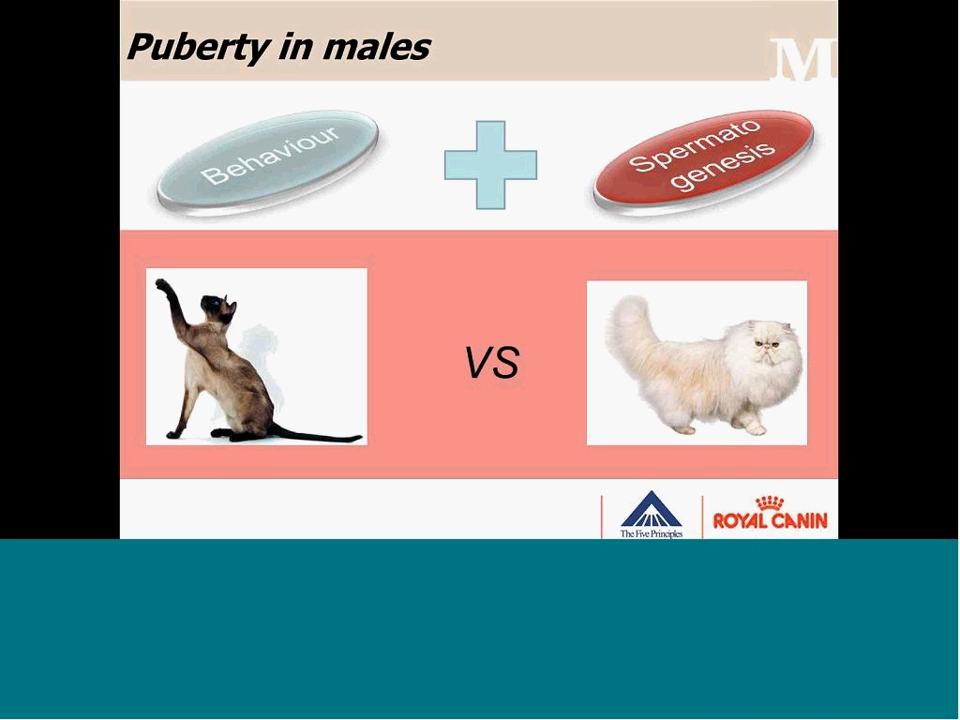 Puberty in males
M
Behaviour
Spermato
genesis
VS
The Five Principles
ROYAL CANIN